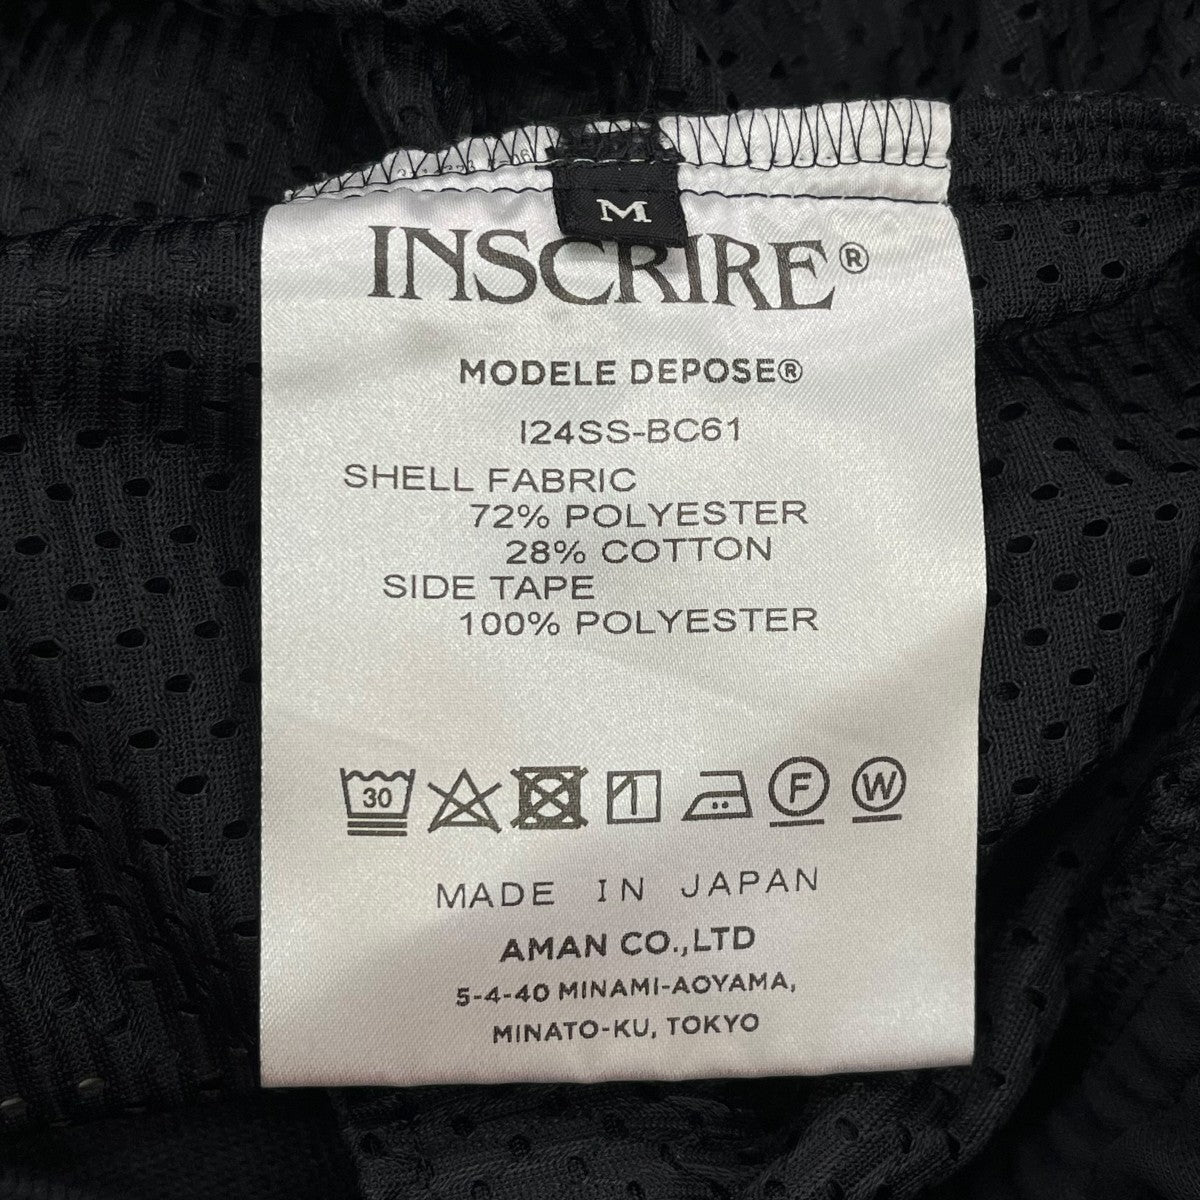 M
INSCRIRE®
MODELE DEPOSE®
I24SS-BC61
SHELL FABRIC
72% POLYESTER
28% COTTON
SIDE TAPE
100% POLYESTER
30
F
W
MADE IN JAPAN
AMAN CO.,LTD
5-4-40 MINAMI-AOYAMA,
MINATO-KU, TOKYO